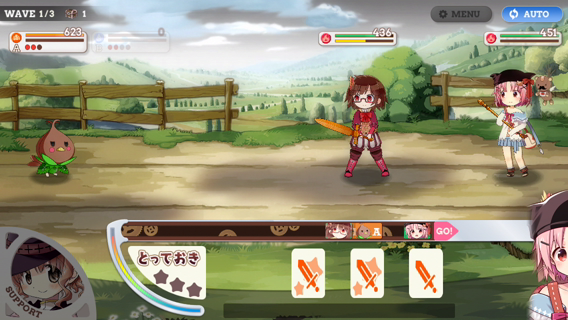 WAVE 1/3
1
MENU
AUTO
623
A
0
436
451
A
GO!
とっておき
SUPPORT